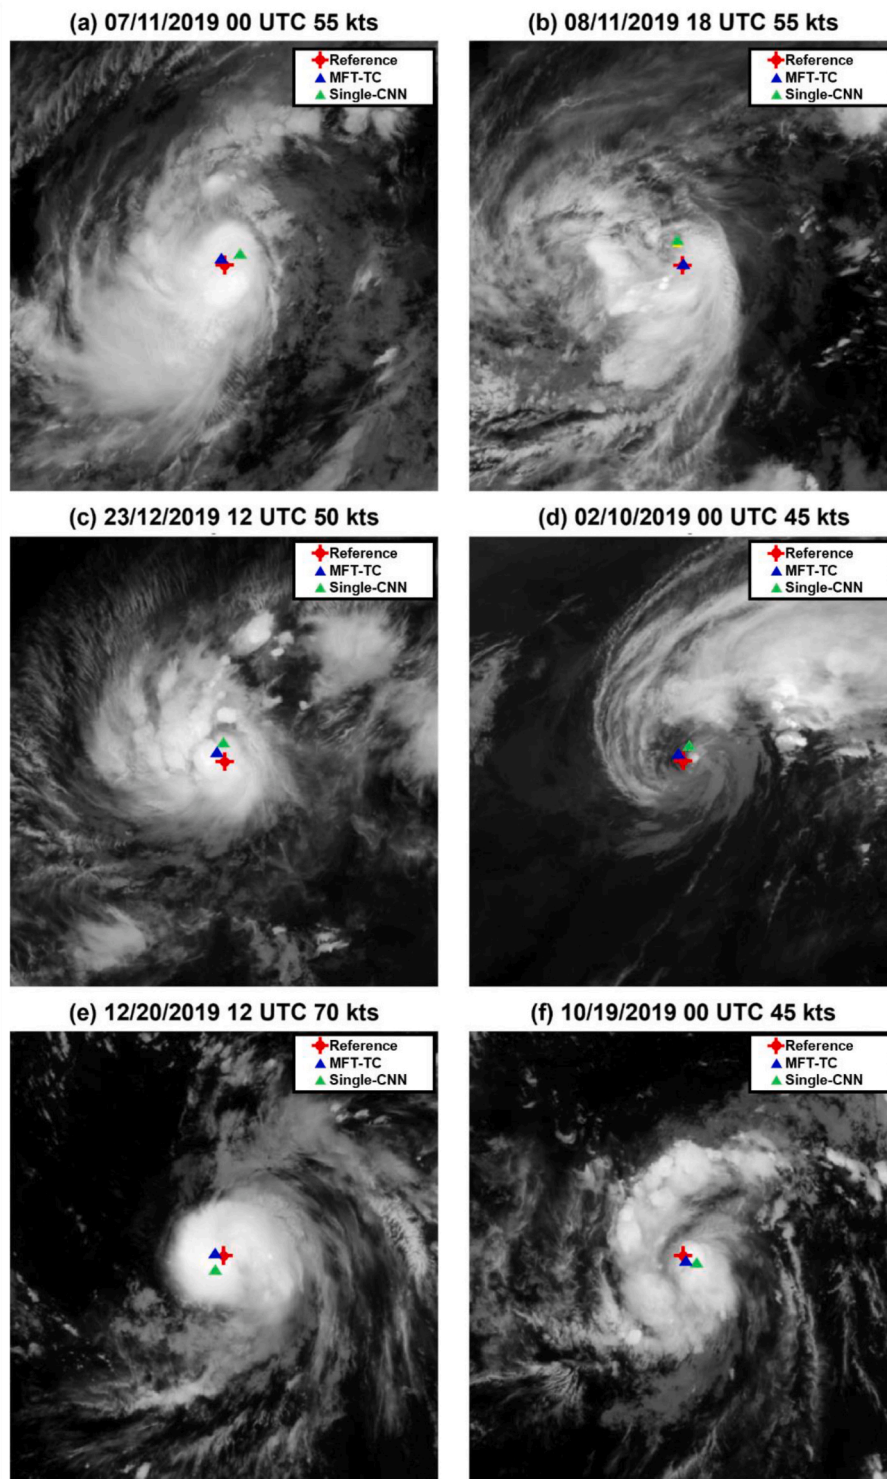 (a) 07/11/2019 00 UTC 55 kts
Reference
MFT-TC
Single-CNN
(b) 08/11/2019 18 UTC 55 kts
Reference
MFT-TC
Single-CNN
(c) 23/12/2019 12 UTC 50 kts
Reference
MFT-TC
Single-CNN
(d) 02/10/2019 00 UTC 45 kts
Reference
MFT-TC
Single-CNN
(e) 12/20/2019 12 UTC 70 kts
Reference
MFT-TC
Single-CNN
(f) 10/19/2019 00 UTC 45 kts
Reference
MFT-TC
Single-CNN